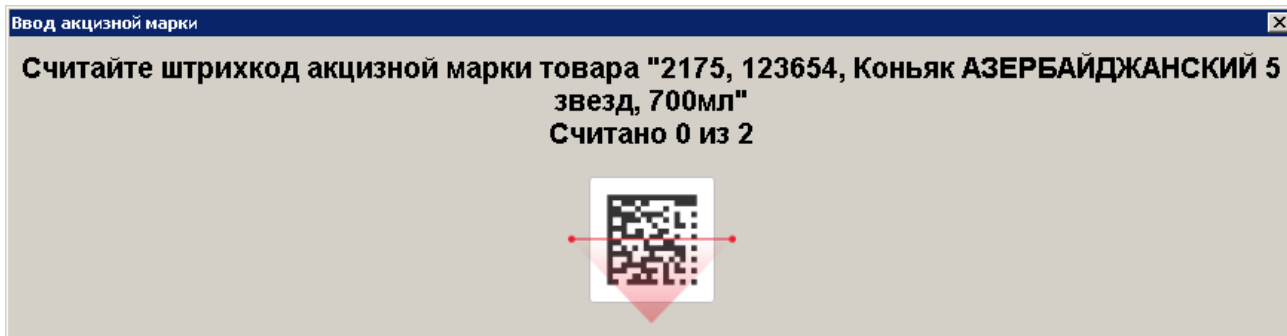 Ввод акцизной марки
Считайте штрихкод акцизной марки товара "2175, 123654, Коньяк АЗЕРБАЙДЖАНСКИЙ 5
звезд, 700мл"
Считано 0 из 2